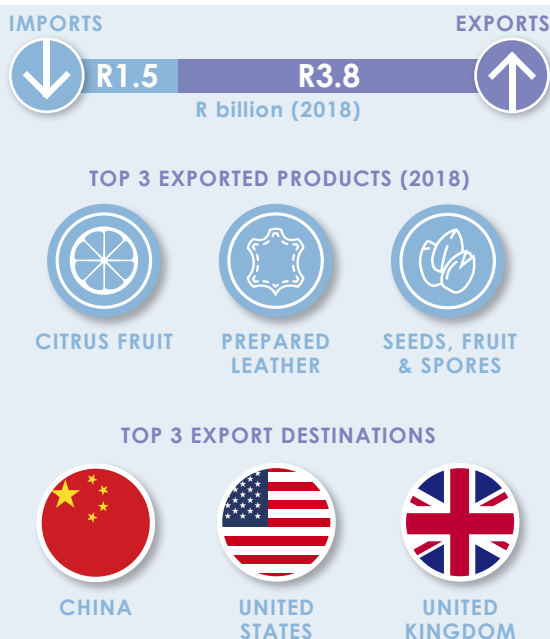 IMPORTS
EXPORTS
R1.5
R3.8
R billion (2018)
TOP 3 EXPORTED PRODUCTS (2018)
CITRUS FRUIT
PREPARED
LEATHER
SEEDS, FRUIT
& SPORES
TOP 3 EXPORT DESTINATIONS
CHINA
UNITED
STATES
UNITED
KINGDOM